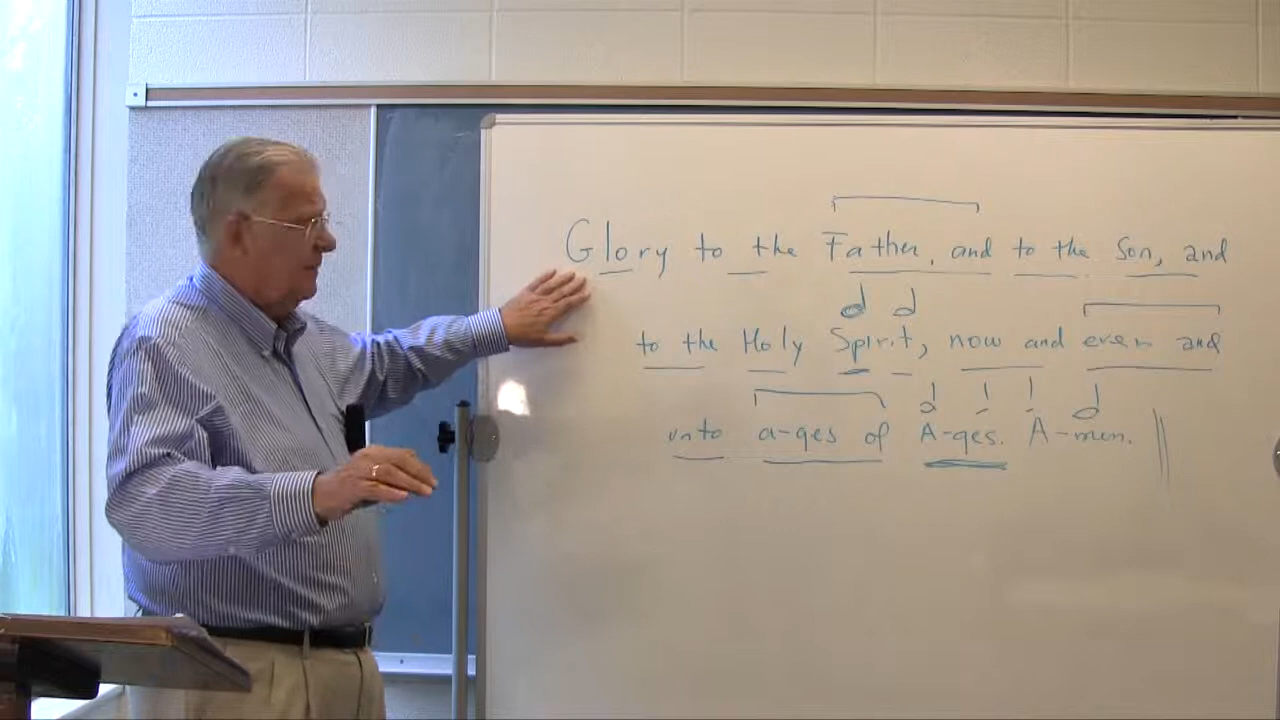 Glory to the Father, and to the Son, and
to the Holy Spirit, now and ever and
unto a-ges of A-ges. A-men.